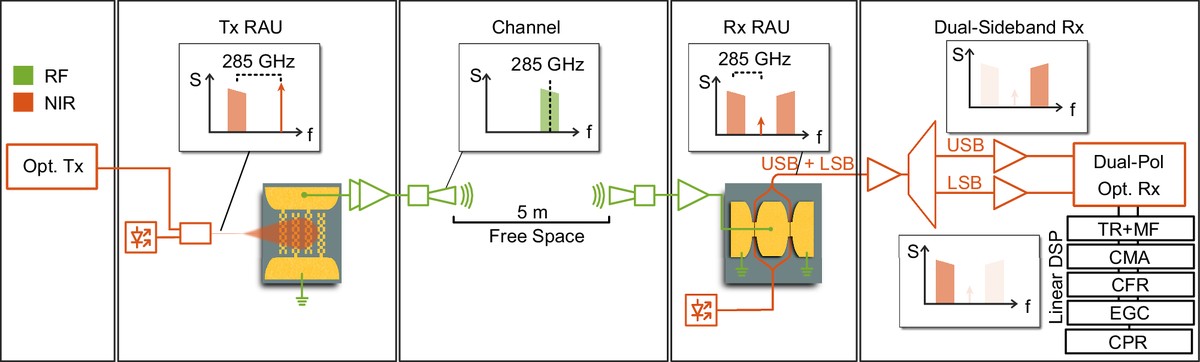 RF
NIR
Opt. Tx
Tx RAU
S
285 GHz
f
Channel
S
285 GHz
f
5 m
Free Space
Rx RAU
S
285 GHz
f
USB + LSB
Dual-Sideband Rx
S
f
USB
LSB
Dual-Pol
Opt. Rx
S
f
Linear DSP
TR+MF
CMA
CFR
EGC
CPR